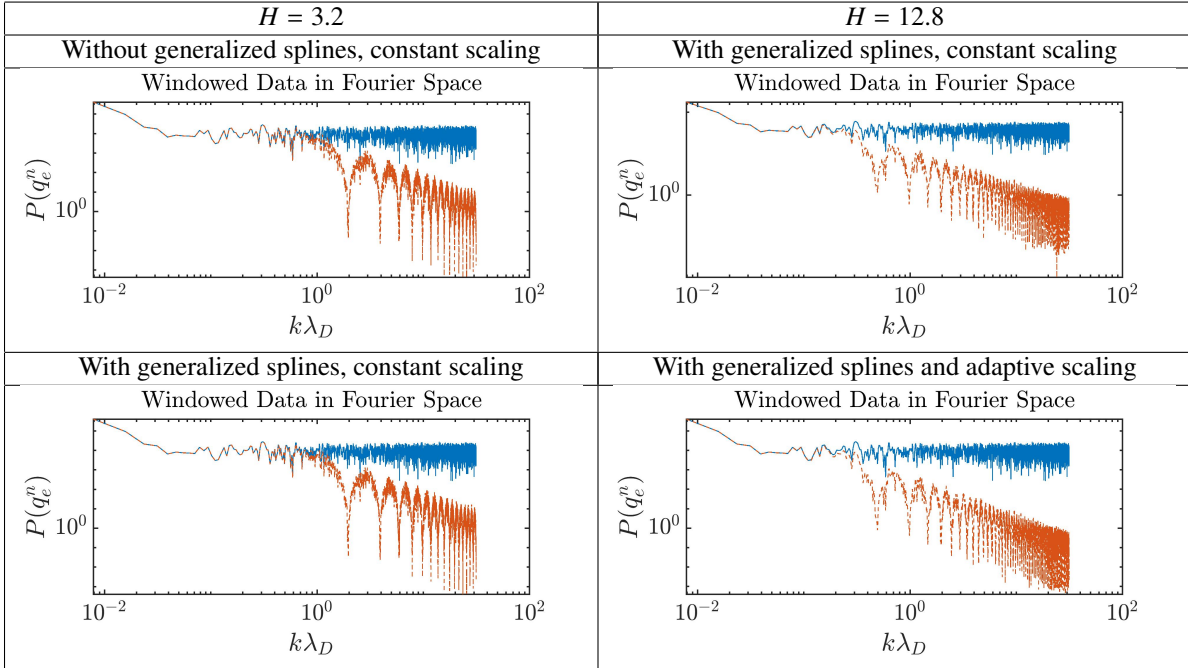 H = 3.2
H = 12.8
Without generalized splines, constant scaling
With generalized splines, constant scaling
Windowed Data in Fourier Space
P(q_e^n)
10^0
10^{-2} 10^0 10^2
kλ_D
Windowed Data in Fourier Space
P(q_e^n)
10^0
10^{-2} 10^0 10^2
kλ_D
With generalized splines, constant scaling
With generalized splines and adaptive scaling
Windowed Data in Fourier Space
P(q_e^n)
10^0
10^{-2} 10^0 10^2
kλ_D
Windowed Data in Fourier Space
P(q_e^n)
10^0
10^{-2} 10^0 10^2
kλ_D